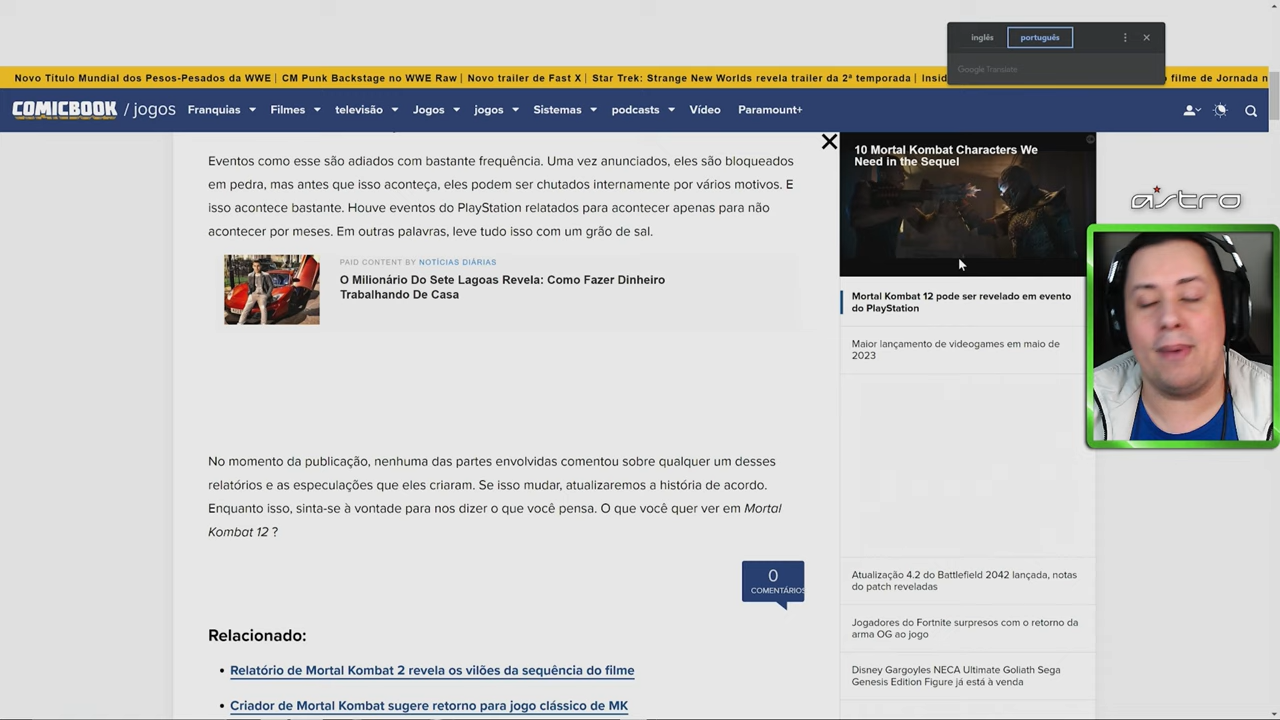 inglês português
Google Translate
Novo Título Mundial dos Pesos-Pesados da WWE | CM Punk Backstage no WWE Raw | Novo trailer de Fast X | Star Trek: Strange New Worlds revela trailer da 2ª temporada | Insid
o filme de Jornada n
COMICBOOK / jogos Franquias Filmes televisão Jogos jogos Sistemas podcasts Vídeo Paramount+
Eventos como esse são adiados com bastante frequência. Uma vez anunciados, eles são bloqueados
em pedra, mas antes que isso aconteça, eles podem ser chutados internamente por vários motivos. E
isso acontece bastante. Houve eventos do PlayStation relatados para acontecer apenas para não
acontecer por meses. Em outras palavras, leve tudo isso com um grão de sal.
PAID CONTENT BY NOTÍCIAS DIÁRIAS
O Milionário Do Sete Lagoas Revela: Como Fazer Dinheiro
Trabalhando De Casa
No momento da publicação, nenhuma das partes envolvidas comentou sobre qualquer um desses
relatórios e as especulações que eles criaram. Se isso mudar, atualizaremos a história de acordo.
Enquanto isso, sinta-se à vontade para nos dizer o que você pensa. O que você quer ver em Mortal
Kombat 12 ?
0
COMENTÁRIOS
Relacionado:
• Relatório de Mortal Kombat 2 revela os vilões da sequência do filme
• Criador de Mortal Kombat sugere retorno para jogo clássico de MK
10 Mortal Kombat Characters We
Need in the Sequel
Mortal Kombat 12 pode ser revelado em evento
do PlayStation
Maior lançamento de videogames em maio de
2023
Atualização 4.2 do Battlefield 2042 lançada, notas
do patch reveladas
Jogadores do Fortnite surpresos com o retorno da
arma OG ao jogo
Disney Gargoyles NECA Ultimate Goliath Sega
Genesis Edition Figure já está à venda
astro